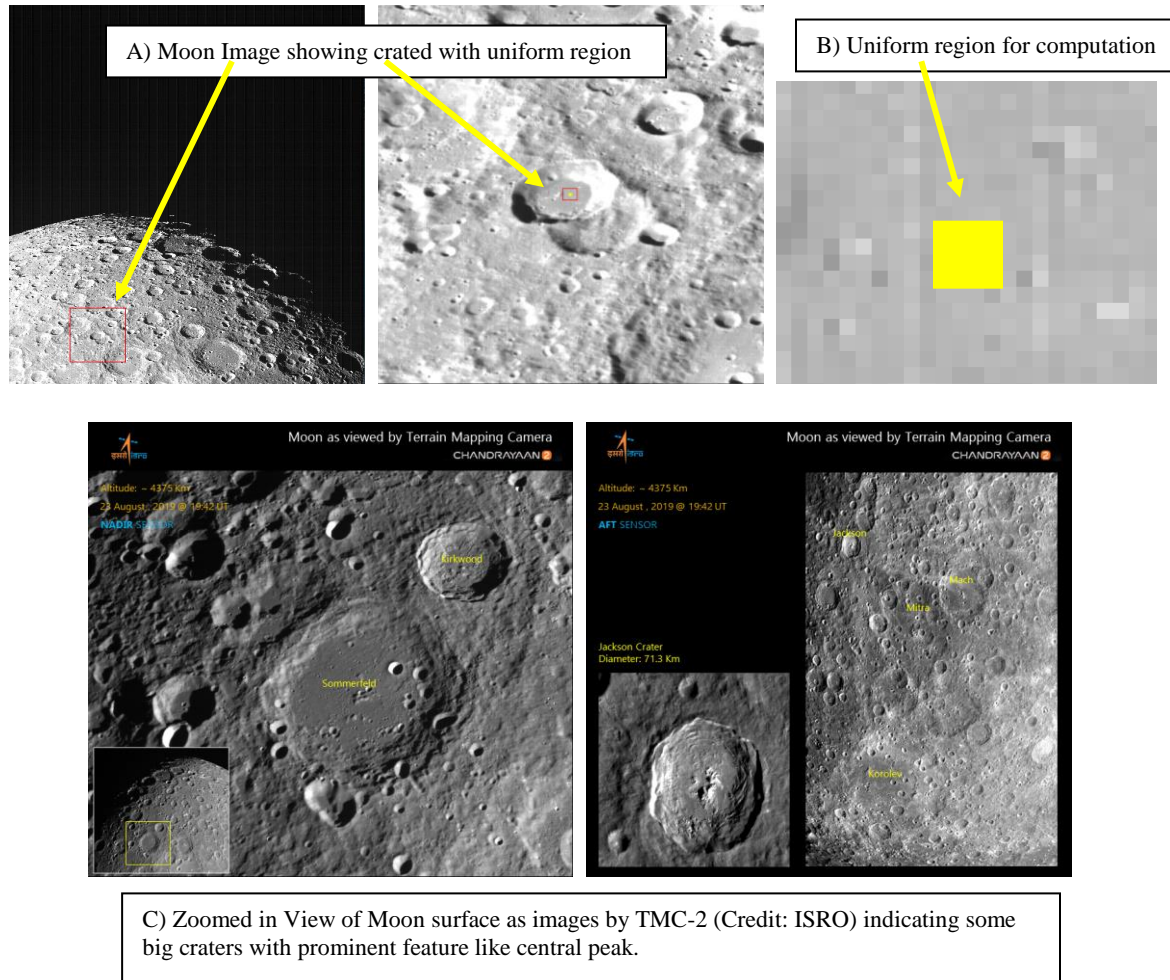 A) Moon Image showing crated with uniform region
B) Uniform region for computation
इसरो isro
Moon as viewed by Terrain Mapping Camera
CHANDRAYAAN 2
Altitude: ~ 4375 Km
23 August , 2019 @ 19:42 UT
NADIR SENSOR
Kirkwood
Sommerfeld
इसरो isro
Moon as viewed by Terrain Mapping Camera
CHANDRAYAAN 2
Altitude: ~ 4375 Km
23 August , 2019 @ 19:42 UT
AFT SENSOR
Jackson
Mach
Mitra
Jackson Crater
Diameter: 71.3 Km
Korolev
C) Zoomed in View of Moon surface as images by TMC-2 (Credit: ISRO) indicating some
big craters with prominent feature like central peak.